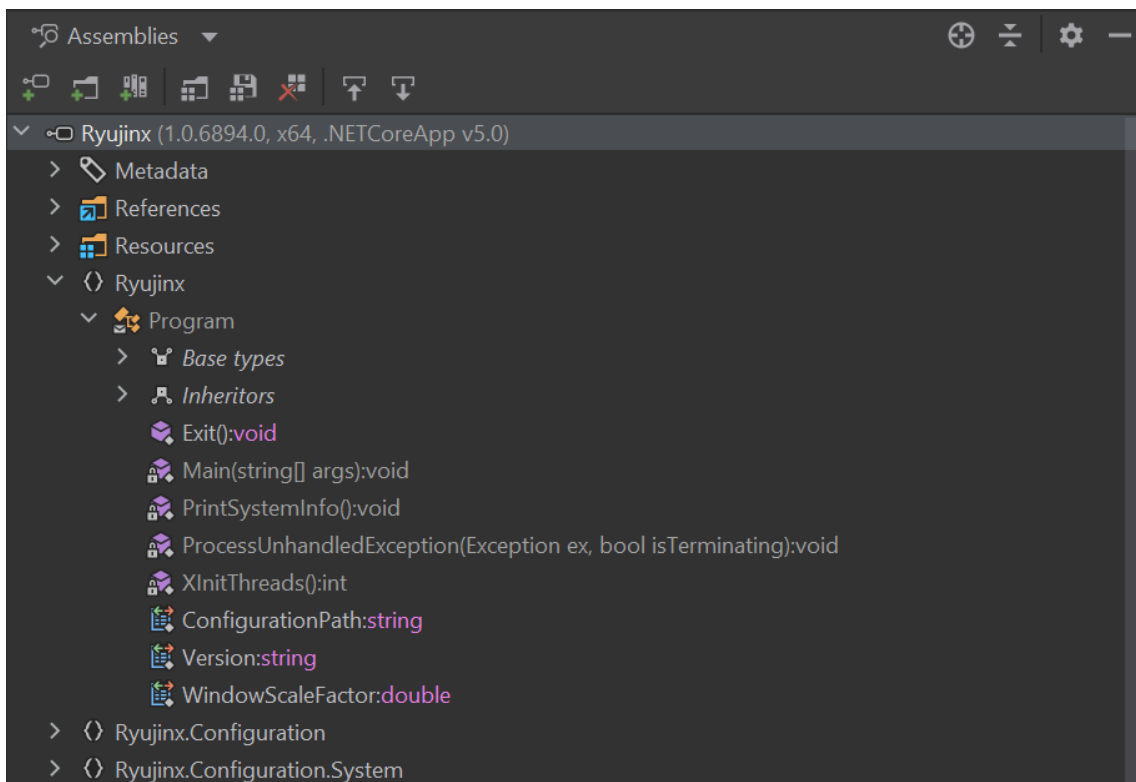 Assemblies
Ryujinx (1.0.6894.0, x64, .NETCoreApp v5.0)
Metadata
References
Resources
Ryujinx
Program
Base types
Inheritors
Exit():void
Main(string[] args):void
PrintSystemInfo():void
ProcessUnhandledException(Exception ex, bool isTerminating):void
XInitThreads():int
ConfigurationPath:string
Version:string
WindowScaleFactor:double
Ryujinx.Configuration
Ryujinx.Configuration.System